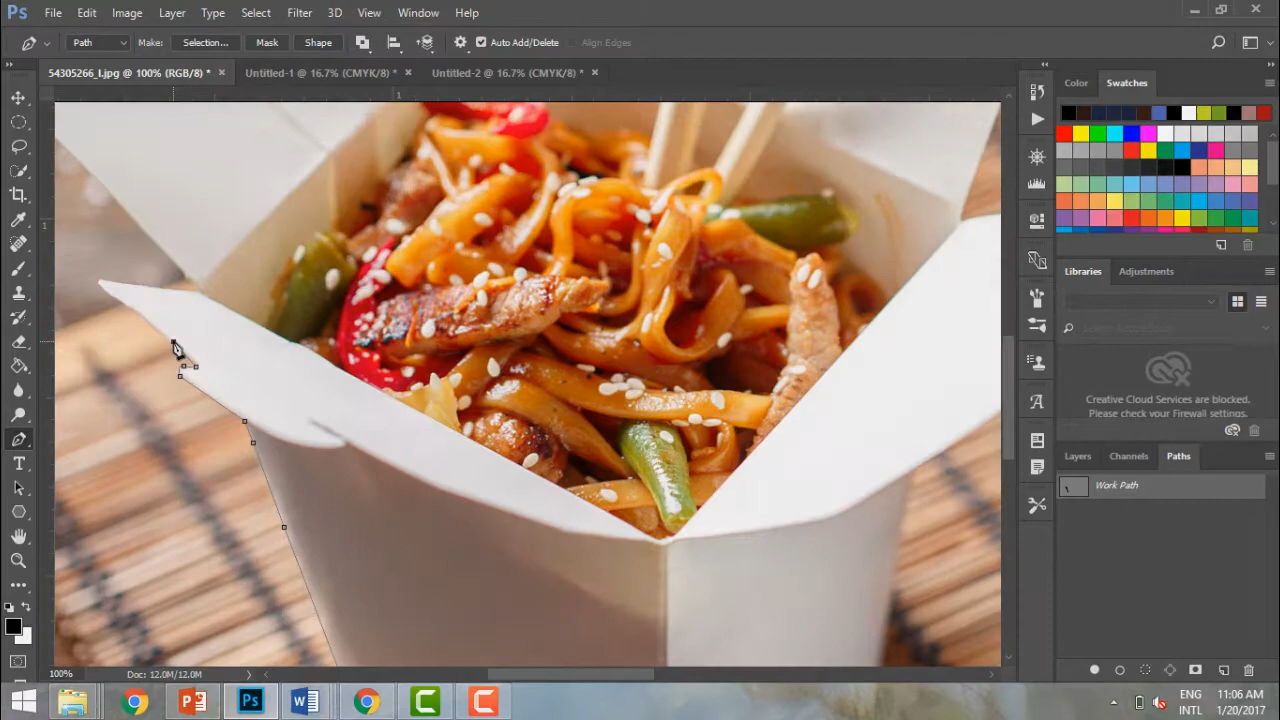 Ps File Edit Image Layer Type Select Filter 3D View Window Help
Path Make: Selection... Mask Shape Auto Add/Delete Align Edges
54305266_l.jpg @ 100% (RGB/8) * × Untitled-1 @ 16.7% (CMYK/8) * × Untitled-2 @ 16.7% (CMYK/8) * ×
Color Swatches
1
1
Libraries Adjustments
Creative Cloud Services are blocked.
Please check your Firewall settings.
Layers Channels Paths
Work Path
100% Doc: 12.0M/12.0M
Ps
ENG 11:06 AM
INTL 1/20/2017